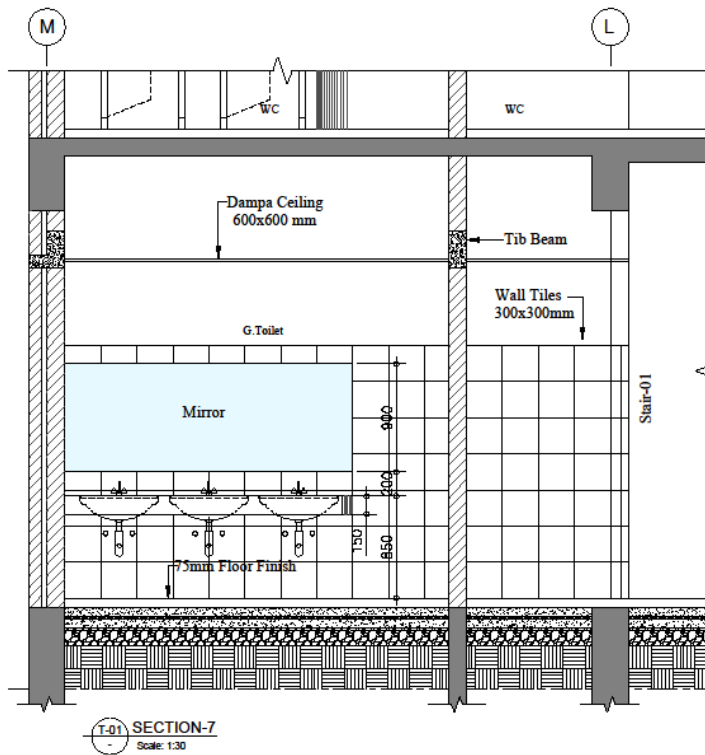 M
L
WC
WC
Dampa Ceiling
600x600 mm
Tib Beam
Wall Tiles
300x300mm
G.Toilet
Mirror
900
Stair-01
200
150
850
75mm Floor Finish
T-01
-
SECTION-7
Scale: 1:30